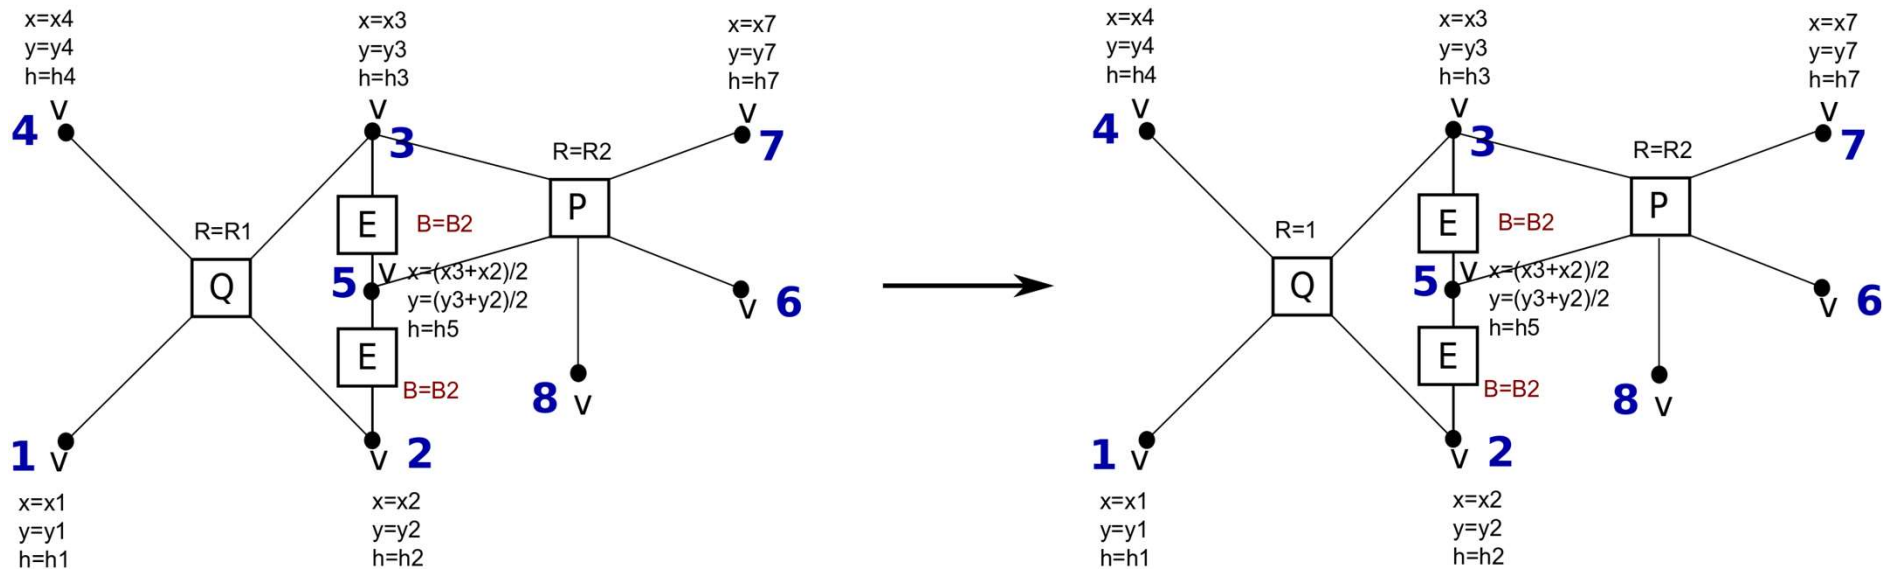 x=x4
y=y4
h=h4
V
4
x=x3
y=y3
h=h3
V
3
x=x7
y=y7
h=h7
V
7
R=R2
P
R=R1
Q
E
B=B2
5
V
x=(x3+x2)/2
y=(y3+y2)/2
h=h5
V
6
E
B=B2
8
V
1
V
x=x1
y=y1
h=h1
V
2
x=x2
y=y2
h=h2
x=x4
y=y4
h=h4
V
4
x=x3
y=y3
h=h3
V
3
x=x7
y=y7
h=h7
V
7
R=R2
P
R=1
Q
E
B=B2
5
V
x=(x3+x2)/2
y=(y3+y2)/2
h=h5
V
6
E
B=B2
8
V
1
V
x=x1
y=y1
h=h1
V
2
x=x2
y=y2
h=h2